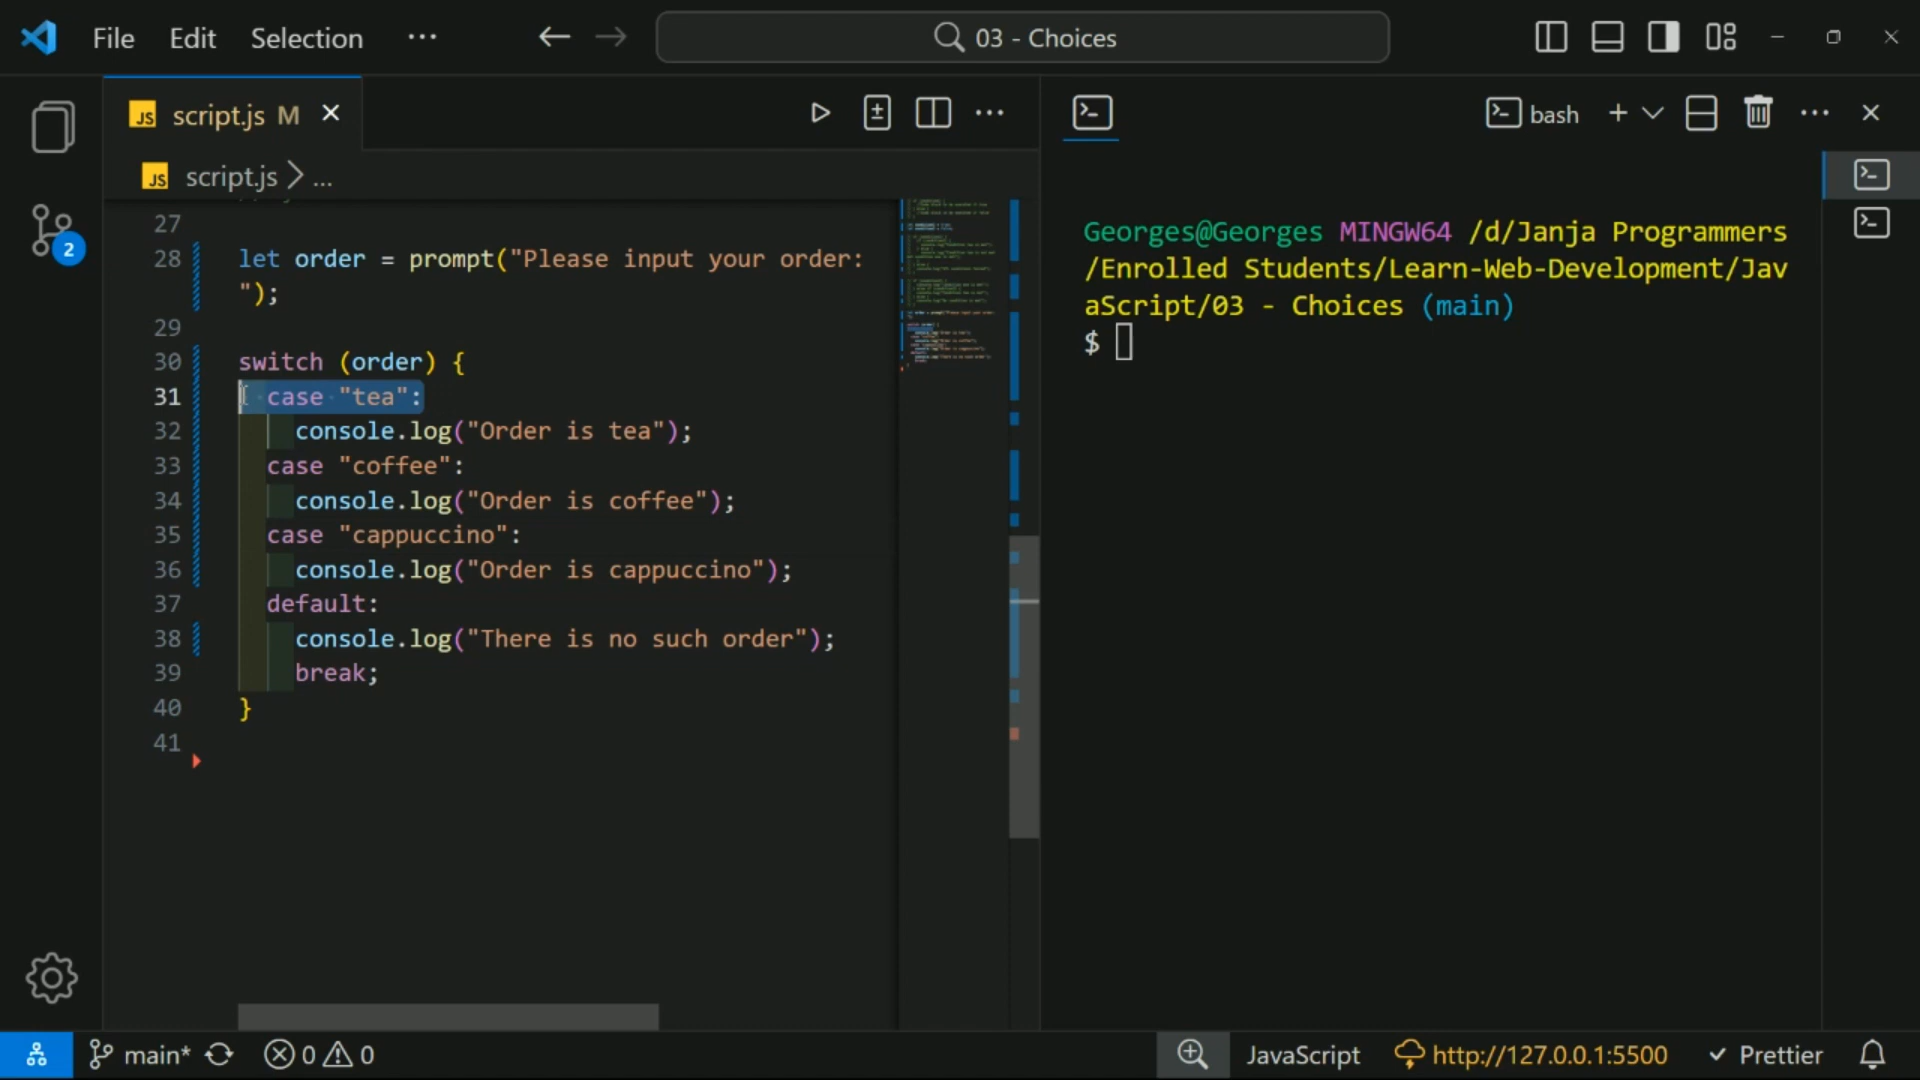 File Edit Selection ··· 03 - Choices
JS script.js M
bash
JS script.js > ...
27
28 let order = prompt("Please input your order:
");
29
30 switch (order) {
31 case "tea":
32 console.log("Order is tea");
33 case "coffee":
34 console.log("Order is coffee");
35 case "cappuccino":
36 console.log("Order is cappuccino");
37 default:
38 console.log("There is no such order");
39 break;
40 }
41
Georges@Georges MINGW64 /d/Janja Programmers
/Enrolled Students/Learn-Web-Development/Jav
aScript/03 - Choices (main)
$
2
main* 0 0 JavaScript http://127.0.0.1:5500 Prettier